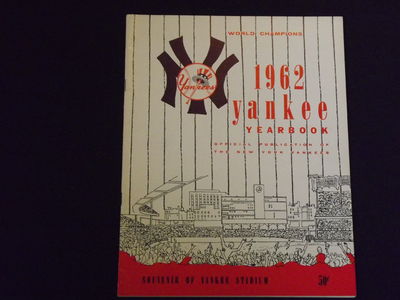 WORLD CHAMPIONS
Yankees
1962
yankee
YEARBOOK
OFFICIAL PUBLICATION OF
THE NEW YORK YANKEES
SOUVENIR OF YANKEE STADIUM
50¢